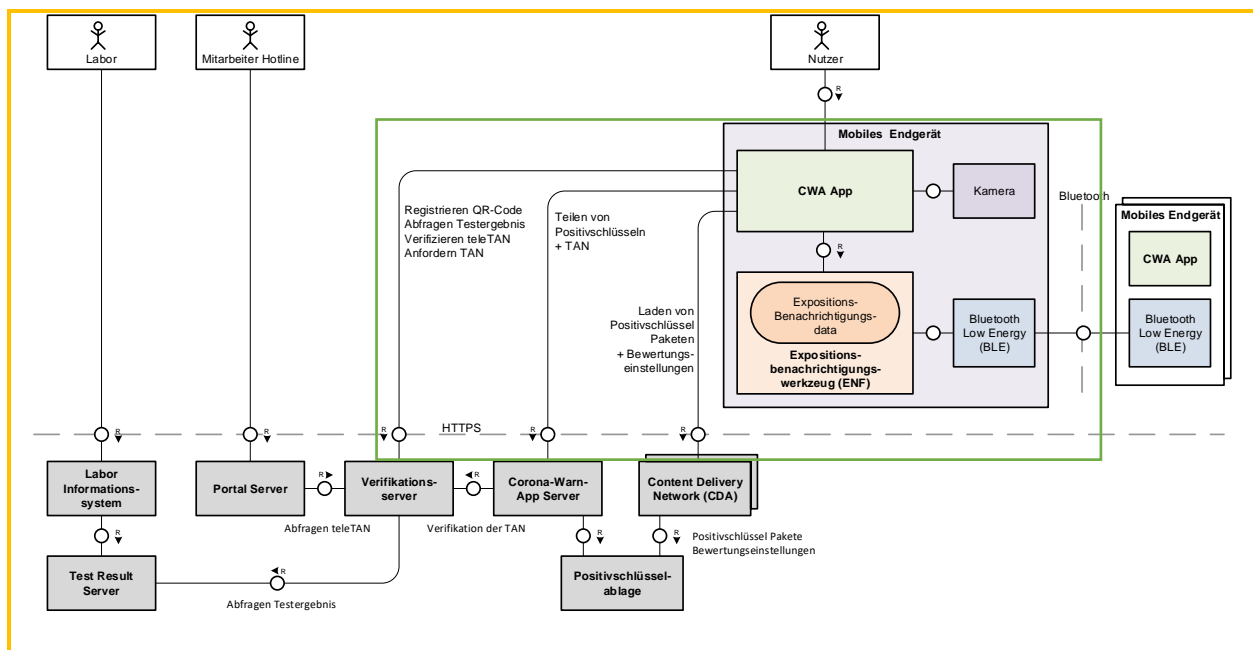 Labor
Mitarbeiter Hotline
Nutzer
R
Mobiles Endgerät
CWA App
Kamera
Registrieren QR-Code
Abfragen Testergebnis
Verifizieren teleTAN
Anfordern TAN
Teilen von
Positivschlüsseln
+ TAN
Bluetooth
Mobiles Endgerät
CWA App
R
Laden von
Positivschlüssel
Paketen
+ Bewertungs-
einstellungen
Expositions-
Benachrichtigungs-
data
Expositions
benachrichtigungs
werkzeug (ENF)
Bluetooth
Low Energy
(BLE)
Bluetooth
Low Energy
(BLE)
HTTPS
R
R
R
R
R
Labor
Informations-
system
Portal Server
R
Verifikations-
server
R
Corona-Warn-
App Server
Content Delivery
Network (CDA)
Abfragen teleTAN
Verifikation der TAN
R
R
R
Positivschlüssel Pakete
Bewertungseinstellungen
Test Result
Server
R
Abfragen Testergebnis
Positivschlüssel-
ablage